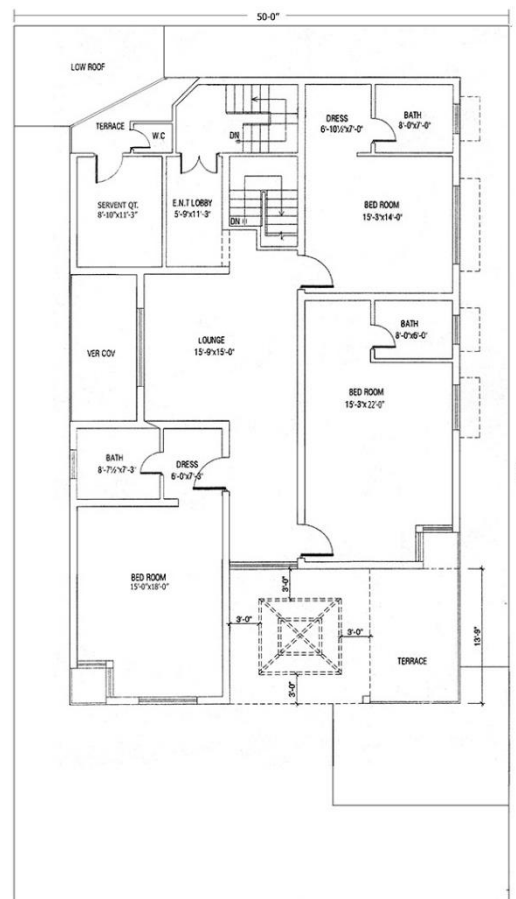 50'-0"
LOW ROOF
TERRACE
W.C
DN
DRESS
6'-10½"x7'-0"
BATH
8'-0"x7'-0"
SERVENT QT.
8'-10"x11'-3"
E.N.T LOBBY
5'-9"x11'-3"
DN
BED ROOM
15'-3"x14'-0"
VER COV
LOUNGE
15'-9"x15'-0"
BATH
8'-0"x6'-0"
BED ROOM
15'-3"x 22'-0"
BATH
8'-7½"x7'-3'
DRESS
6'-0"x7'-3"
BED ROOM
15'-0"x18'-0"
3'-0"
3'-0"
3'-0"
3'-0"
TERRACE
13'-9"